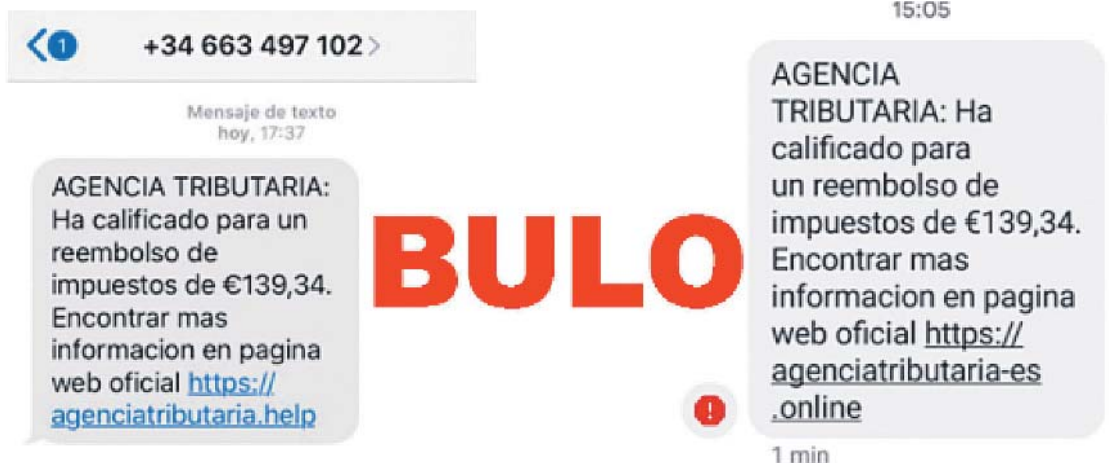 1
+34 663 497 102
Mensaje de texto
hoy, 17:37
AGENCIA TRIBUTARIA:
Ha calificado para un
reembolso de
impuestos de €139,34.
Encontrar mas
informacion en pagina
web oficial https://
agenciatributaria.help
BULO
15:05
AGENCIA
TRIBUTARIA: Ha
calificado para
un reembolso de
impuestos de €139,34.
Encontrar mas
informacion en pagina
web oficial https://
agenciatributaria-es
.online
1 min